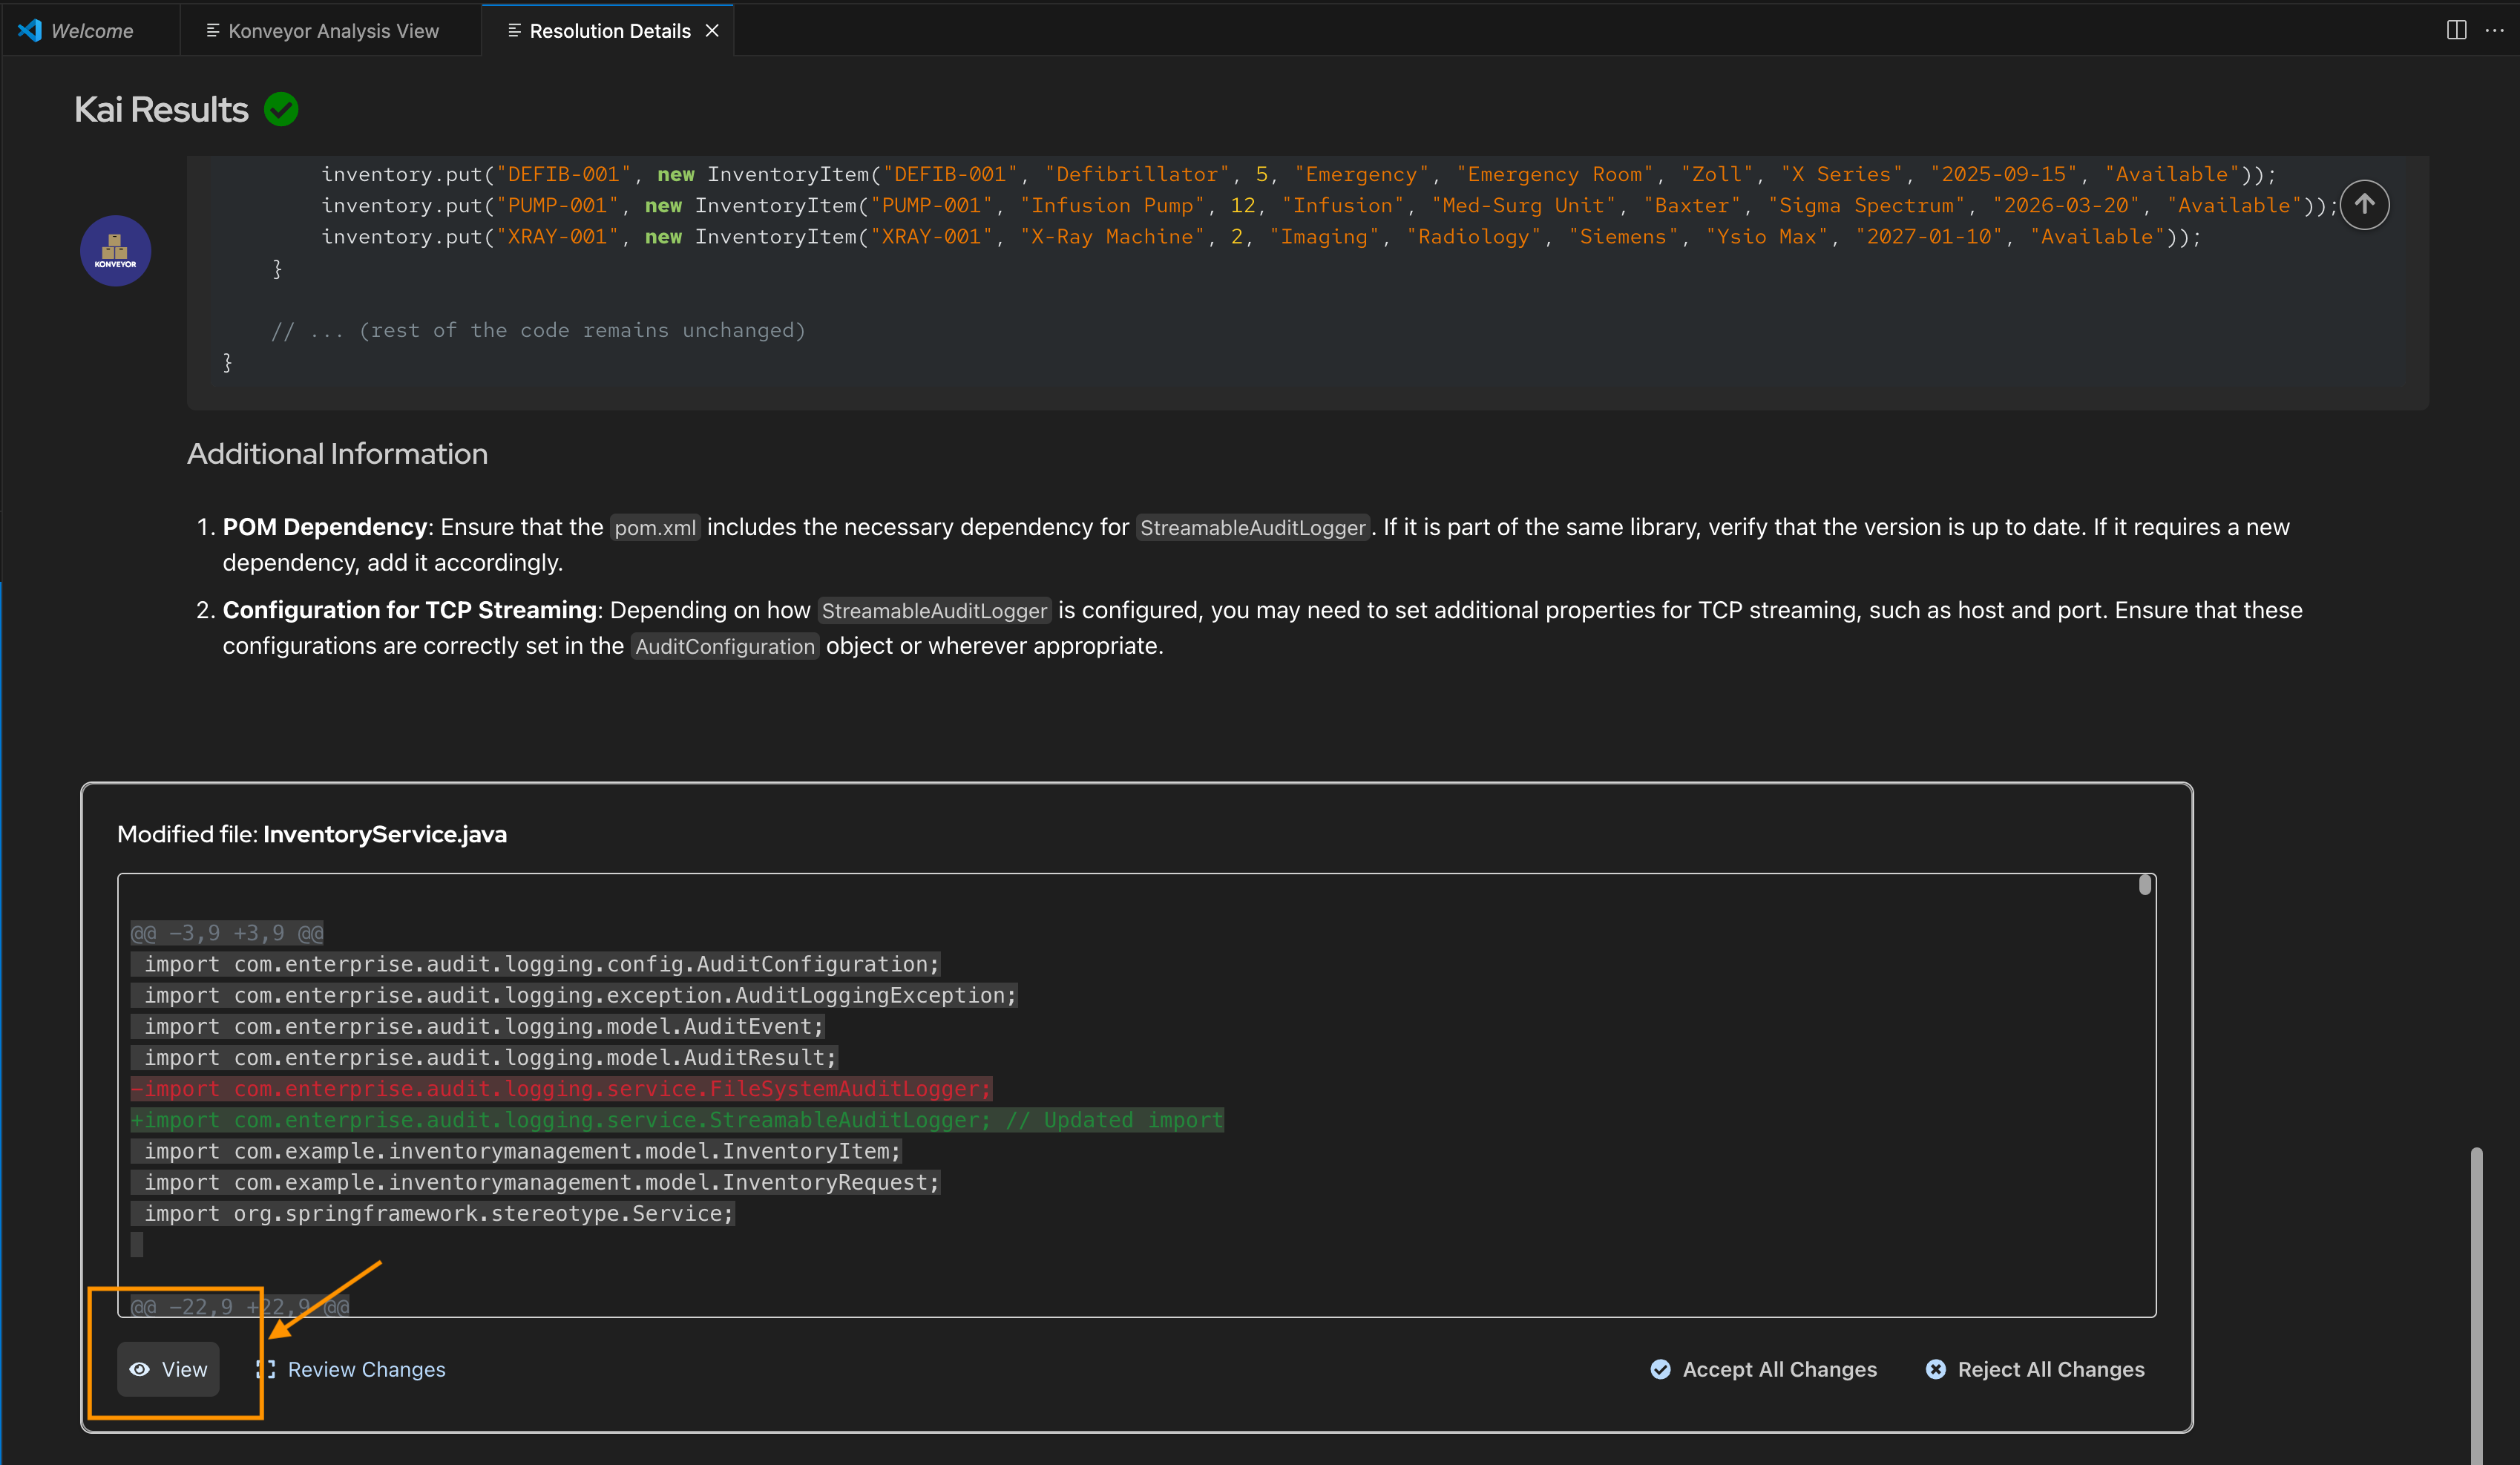 Welcome
Konveyor Analysis View
Resolution Details
Kai Results
inventory.put("DEFIB-001", new InventoryItem("DEFIB-001", "Defibrillator", 5, "Emergency", "Emergency Room", "Zoll", "X Series", "2025-09-15", "Available"));
inventory.put("PUMP-001", new InventoryItem("PUMP-001", "Infusion Pump", 12, "Infusion", "Med-Surg Unit", "Baxter", "Sigma Spectrum", "2026-03-20", "Available"));
inventory.put("XRAY-001", new InventoryItem("XRAY-001", "X-Ray Machine", 2, "Imaging", "Radiology", "Siemens", "Ysio Max", "2027-01-10", "Available"));
KONVEYOR
}
// ... (rest of the code remains unchanged)
}
Additional Information
1. POM Dependency: Ensure that the pom.xml includes the necessary dependency for StreamableAuditLogger. If it is part of the same library, verify that the version is up to date. If it requires a new
dependency, add it accordingly.
2. Configuration for TCP Streaming: Depending on how StreamableAuditLogger is configured, you may need to set additional properties for TCP streaming, such as host and port. Ensure that these
configurations are correctly set in the AuditConfiguration object or wherever appropriate.
Modified file: InventoryService.java
@@ -3,9 +3,9 @@
import com.enterprise.audit.logging.config.AuditConfiguration;
import com.enterprise.audit.logging.exception.AuditLoggingException;
import com.enterprise.audit.logging.model.AuditEvent;
import com.enterprise.audit.logging.model.AuditResult;
-import com.enterprise.audit.logging.service.FileSystemAuditLogger;
+import com.enterprise.audit.logging.service.StreamableAuditLogger; // Updated import
import com.example.inventorymanagement.model.InventoryItem;
import com.example.inventorymanagement.model.InventoryRequest;
import org.springframework.stereotype.Service;
@@ -22,9 +22,9 @@
View
Review Changes
Accept All Changes
Reject All Changes